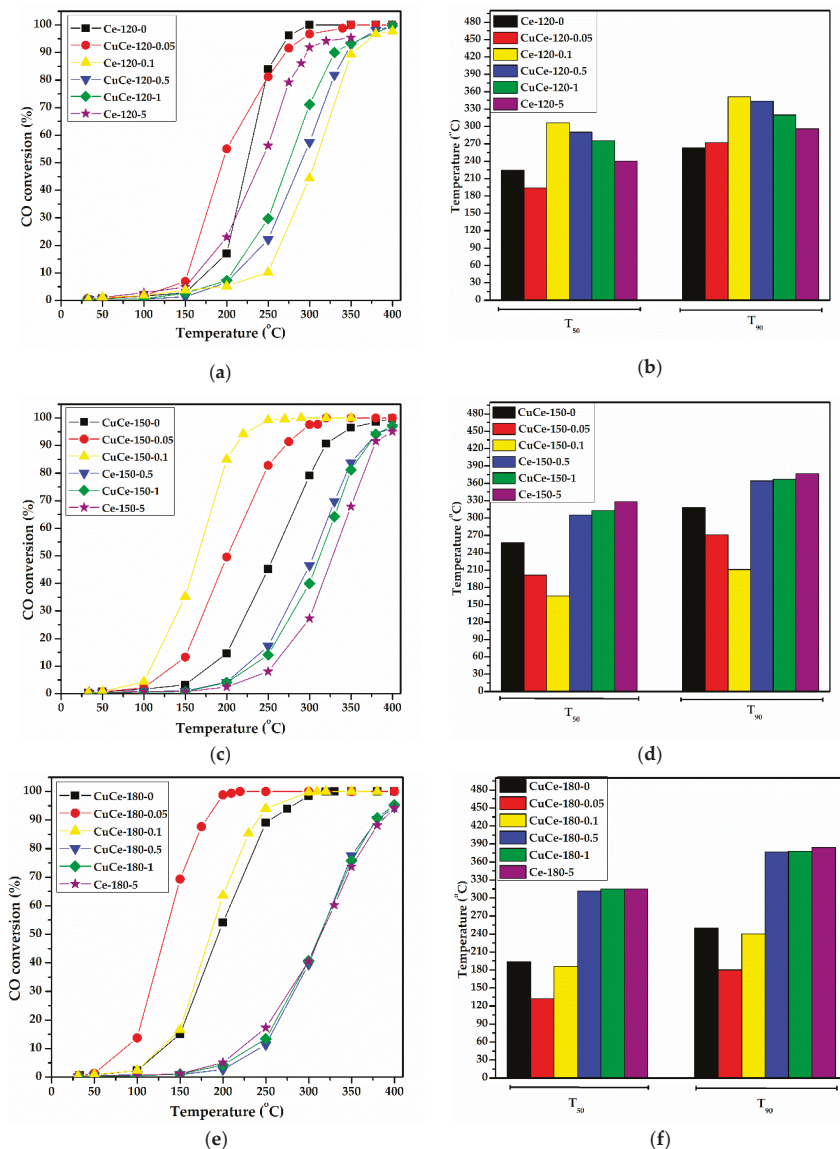 Ce-120-0
CuCe-120-0.05
Ce-120-0.1
CuCe-120-0.5
CuCe-120-1
Ce-120-5
CO conversion (%)
100
90
80
70
60
50
40
30
20
10
0
0 50 100 150 200 250 300 350 400
Temperature (°C)
(a)
Ce-120-0
CuCe-120-0.05
Ce-120-0.1
CuCe-120-0.5
CuCe-120-1
Ce-120-5
Temperature (°C)
480
450
420
390
360
330
300
270
240
210
180
150
120
90
60
30
0
T50 T90
(b)
CuCe-150-0
CuCe-150-0.05
CuCe-150-0.1
Ce-150-0.5
CuCe-150-1
Ce-150-5
CO conversion (%)
100
90
80
70
60
50
40
30
20
10
0
0 50 100 150 200 250 300 350 400
Temperature (°C)
(c)
CuCe-150-0
CuCe-150-0.05
CuCe-150-0.1
Ce-150-0.5
CuCe-150-1
Ce-150-5
Temperature (°C)
480
450
420
390
360
330
300
270
240
210
180
150
120
90
60
30
0
T50 T90
(d)
CuCe-180-0
CuCe-180-0.05
CuCe-180-0.1
CuCe-180-0.5
CuCe-180-1
Ce-180-5
CO conversion (%)
100
90
80
70
60
50
40
30
20
10
0
0 50 100 150 200 250 300 350 400
Temperature (°C)
(e)
CuCe-180-0
CuCe-180-0.05
CuCe-180-0.1
CuCe-180-0.5
CuCe-180-1
Ce-180-5
Temperature (°C)
480
450
420
390
360
330
300
270
240
210
180
150
120
90
60
30
0
T50 T90
(f)